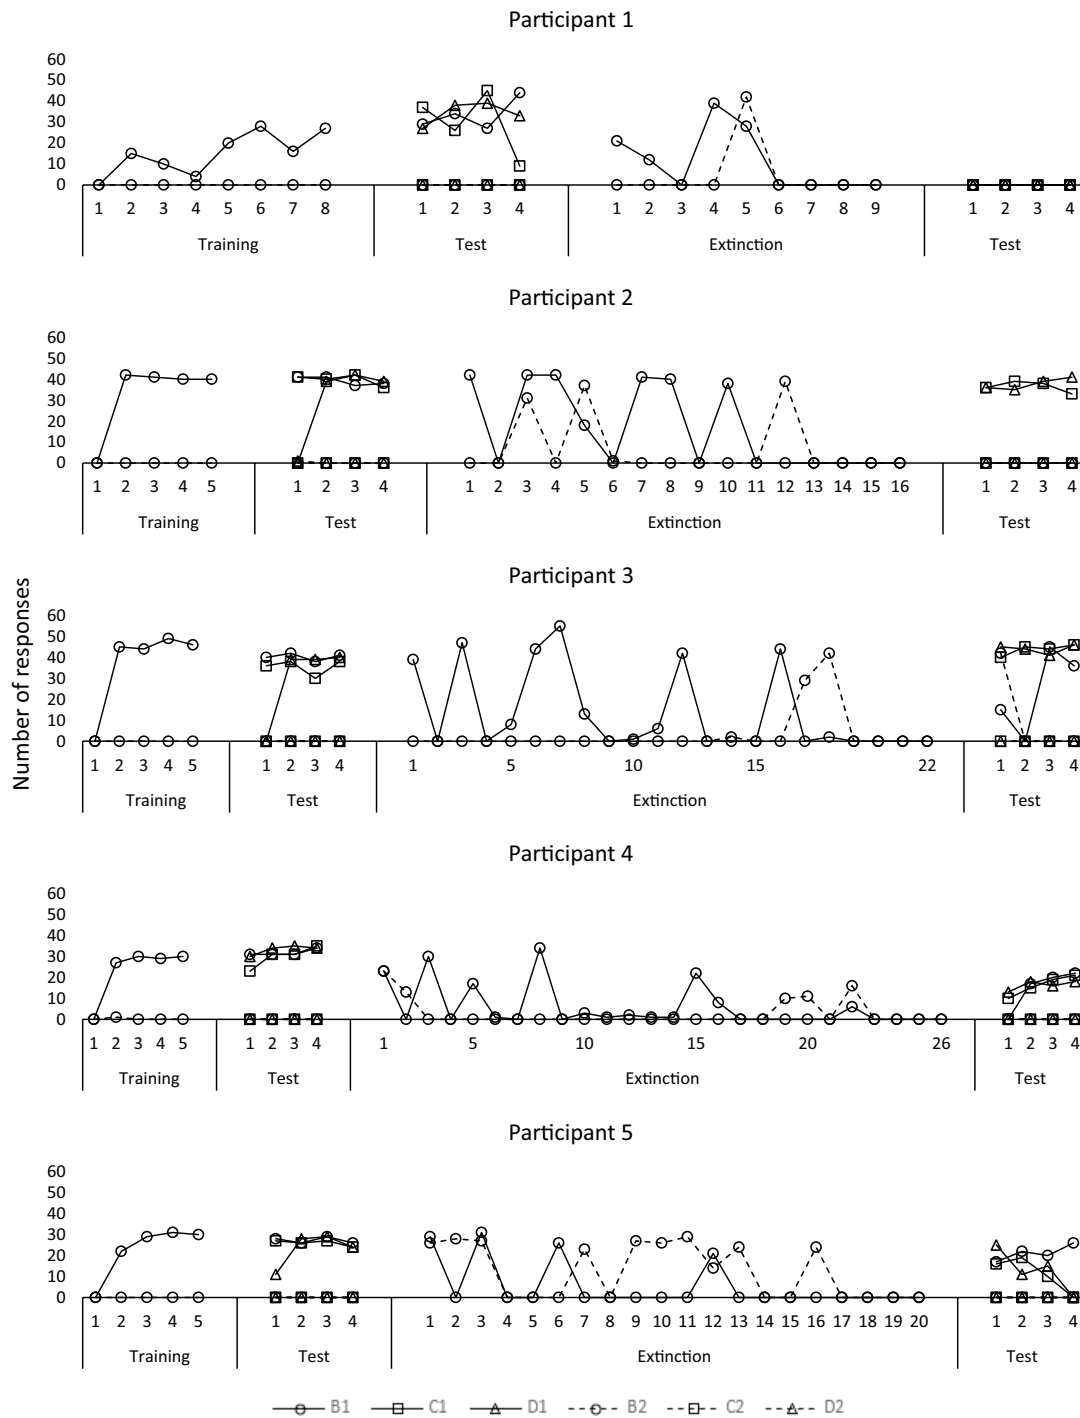 Participant 1
60
50
40
30
20
10
0
1 2 3 4 5 6 7 8 1 2 3 4 1 2 3 4 5 6 7 8 9 1 2 3 4
Training Test Extinction Test
Participant 2
60
50
40
30
20
10
0
1 2 3 4 5 1 2 3 4 1 2 3 4 5 6 7 8 9 10 11 12 13 14 15 16 1 2 3 4
Training Test Extinction Test
Number of responses
Participant 3
60
50
40
30
20
10
0
1 2 3 4 5 1 2 3 4 1 5 10 15 22 1 2 3 4
Training Test Extinction Test
Participant 4
60
50
40
30
20
10
0
1 2 3 4 5 1 2 3 4 1 5 10 15 20 26 1 2 3 4
Training Test Extinction Test
Participant 5
60
50
40
30
20
10
0
1 2 3 4 5 1 2 3 4 1 2 3 4 5 6 7 8 9 10 11 12 13 14 15 16 17 18 19 20 1 2 3 4
Training Test Extinction Test
B1 C1 D1 B2 C2 D2